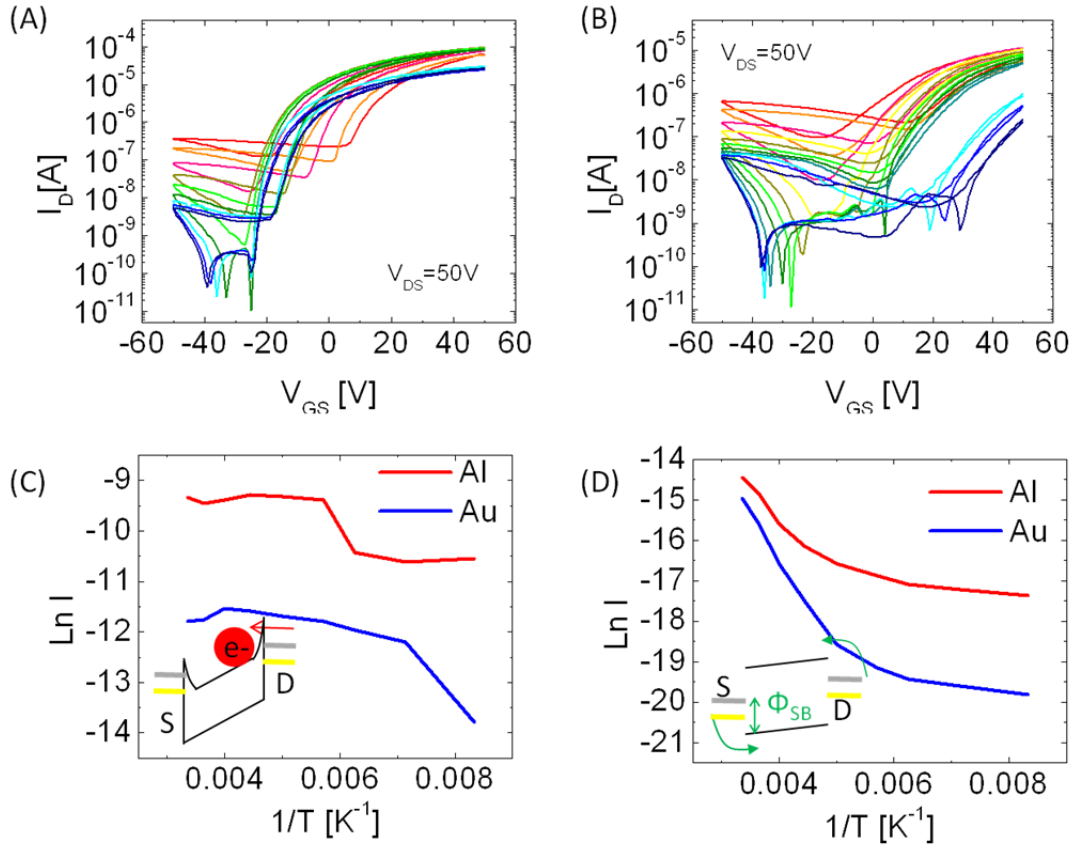 (A)
10⁻⁴
10⁻⁵
10⁻⁶
10⁻⁷
10⁻⁸
10⁻⁹
10⁻¹⁰
10⁻¹¹
I_D[A]
V_DS=50V
-60 -40 -20 0 20 40 60
V_GS [V]
(B)
V_DS=50V
10⁻⁴
10⁻⁵
10⁻⁶
10⁻⁷
10⁻⁸
10⁻⁹
10⁻¹⁰
10⁻¹¹
I_D[A]
-60 -40 -20 0 20 40 60
V_GS [V]
(C)
-9
-10
-11
-12
-13
-14
Ln I
Al
Au
e-
S
D
0.004 0.006 0.008
1/T [K⁻¹]
(D)
-14
-15
-16
-17
-18
-19
-20
-21
Ln I
Al
Au
S
Φ_SB
D
0.004 0.006 0.008
1/T [K⁻¹]